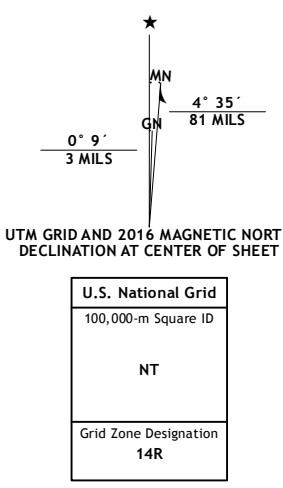 ★
MN
4° 35´
81 MILS
GN
0° 9´
3 MILS
UTM GRID AND 2016 MAGNETIC NORT
DECLINATION AT CENTER OF SHEET
U.S. National Grid
100,000-m Square ID
NT
Grid Zone Designation
14R